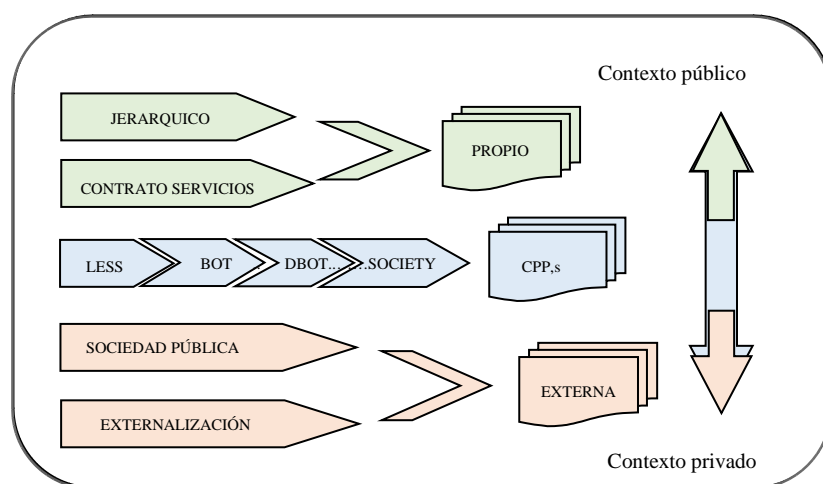 Contexto público
JERARQUICO
PROPIO
CONTRATO SERVICIOS
LESS
BOT
DBOT...
....SOCIETY
CPP,s
SOCIEDAD PÚBLICA
EXTERNA
EXTERNALIZACIÓN
Contexto privado